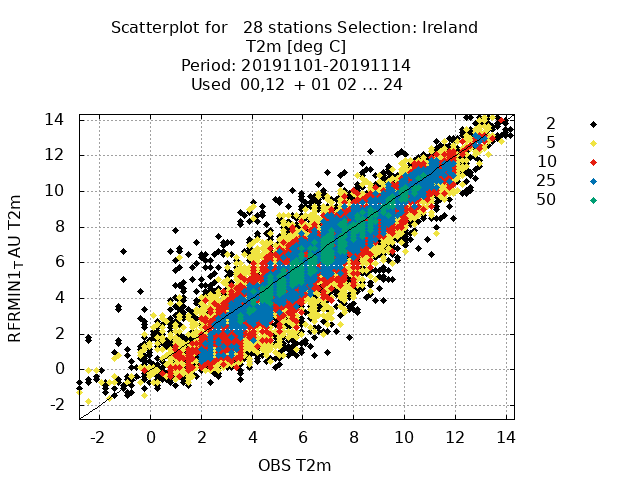 Scatterplot for 28 stations Selection: Ireland
T2m [deg C]
Period: 20191101-20191114
Used 00,12 + 01 02 ... 24
14
12
10
8
6
4
2
0
-2
-2 0 2 4 6 8 10 12 14
RFRMIN1_T_AU T2m
OBS T2m
2
5
10
25
50